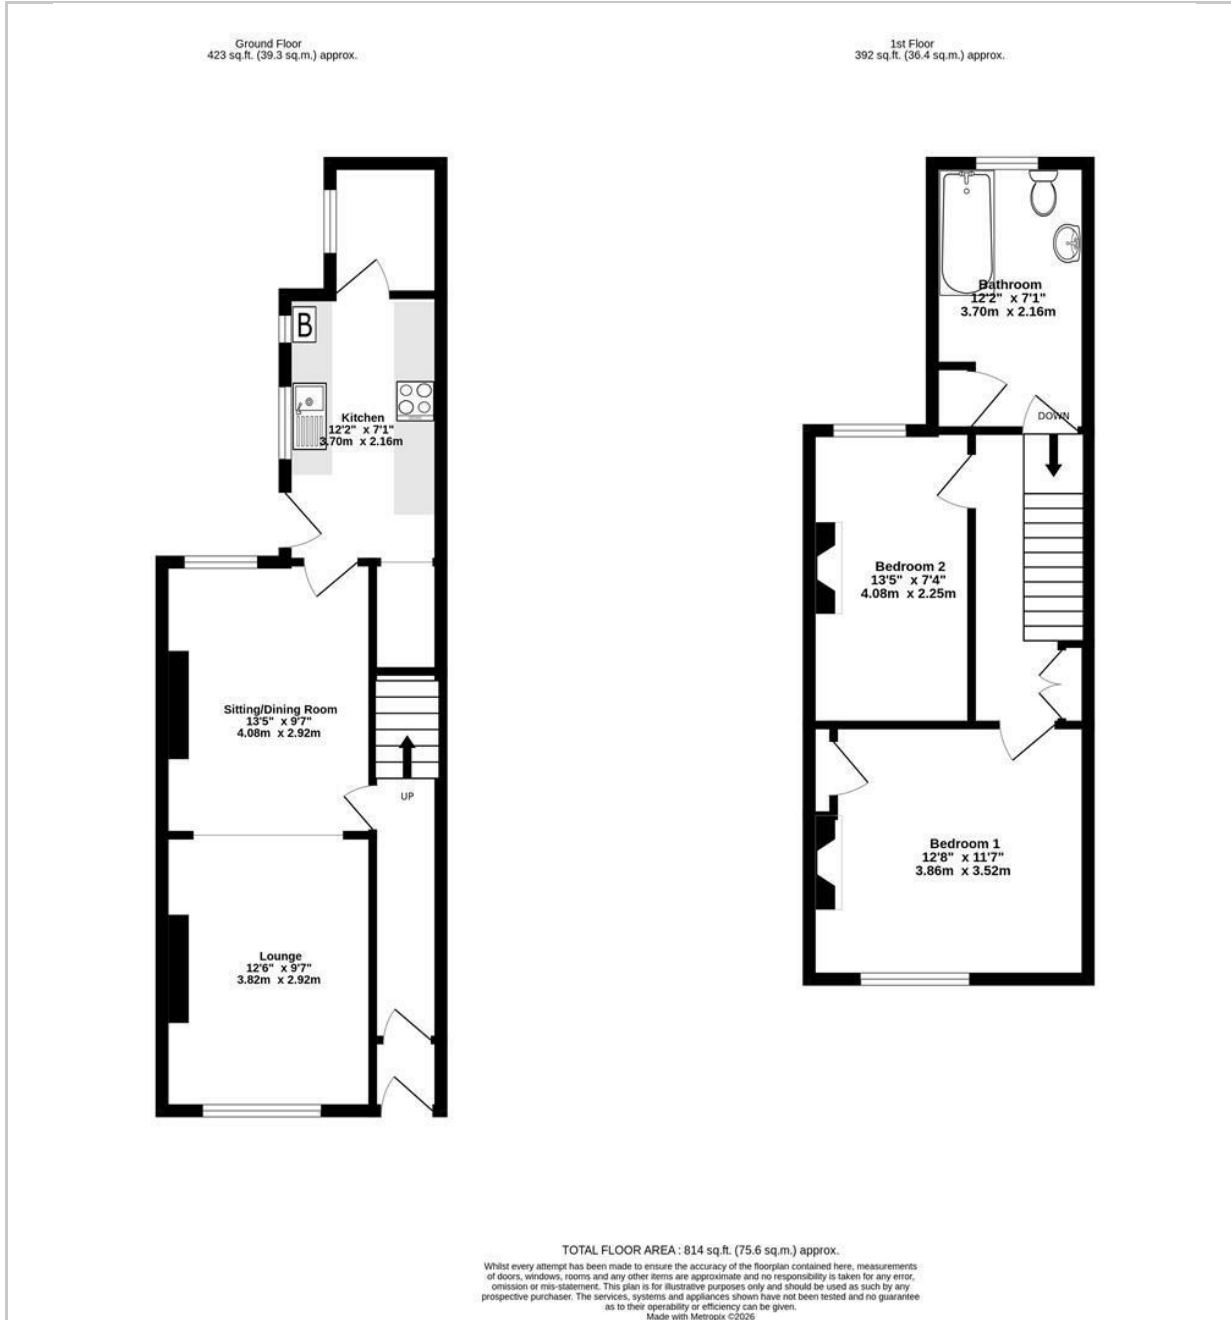 Ground Floor
423 sq.ft. (39.3 sq.m.) approx.
1st Floor
392 sq.ft. (36.4 sq.m.) approx.
B
Kitchen
12'2" x 7'1"
3.70m x 2.16m
Sitting/Dining Room
13'5" x 9'7"
4.08m x 2.92m
UP
Lounge
12'6" x 9'7"
3.82m x 2.92m
Bathroom
12'2" x 7'1"
3.70m x 2.16m
DOWN
Bedroom 2
13'5" x 7'4"
4.08m x 2.25m
Bedroom 1
12'8" x 11'7"
3.86m x 3.52m
TOTAL FLOOR AREA : 814 sq.ft. (75.6 sq.m.) approx.
Whilst every attempt has been made to ensure the accuracy of the floorplan contained here, measurements
of doors, windows, rooms and any other items are approximate and no responsibility is taken for any error,
omission or mis-statement. This plan is for illustrative purposes only and should be used as such by any
prospective purchaser. The services, systems and appliances shown have not been tested and no guarantee
as to their operability or efficiency can be given.
Made with Metropix ©2026